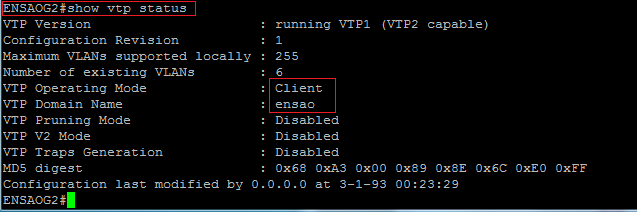 ENSAOG2#show vtp status
VTP Version                     : running VTP1 (VTP2 capable)
Configuration Revision          : 1
Maximum VLANs supported locally : 255
Number of existing VLANs        : 6
VTP Operating Mode              : Client
VTP Domain Name                 : ensao
VTP Pruning Mode                : Disabled
VTP V2 Mode                     : Disabled
VTP Traps Generation            : Disabled
MD5 digest                      : 0x68 0xA3 0x00 0x89 0x8E 0x6C 0xE0 0xFF
Configuration last modified by 0.0.0.0 at 3-1-93 00:23:29
ENSAOG2#